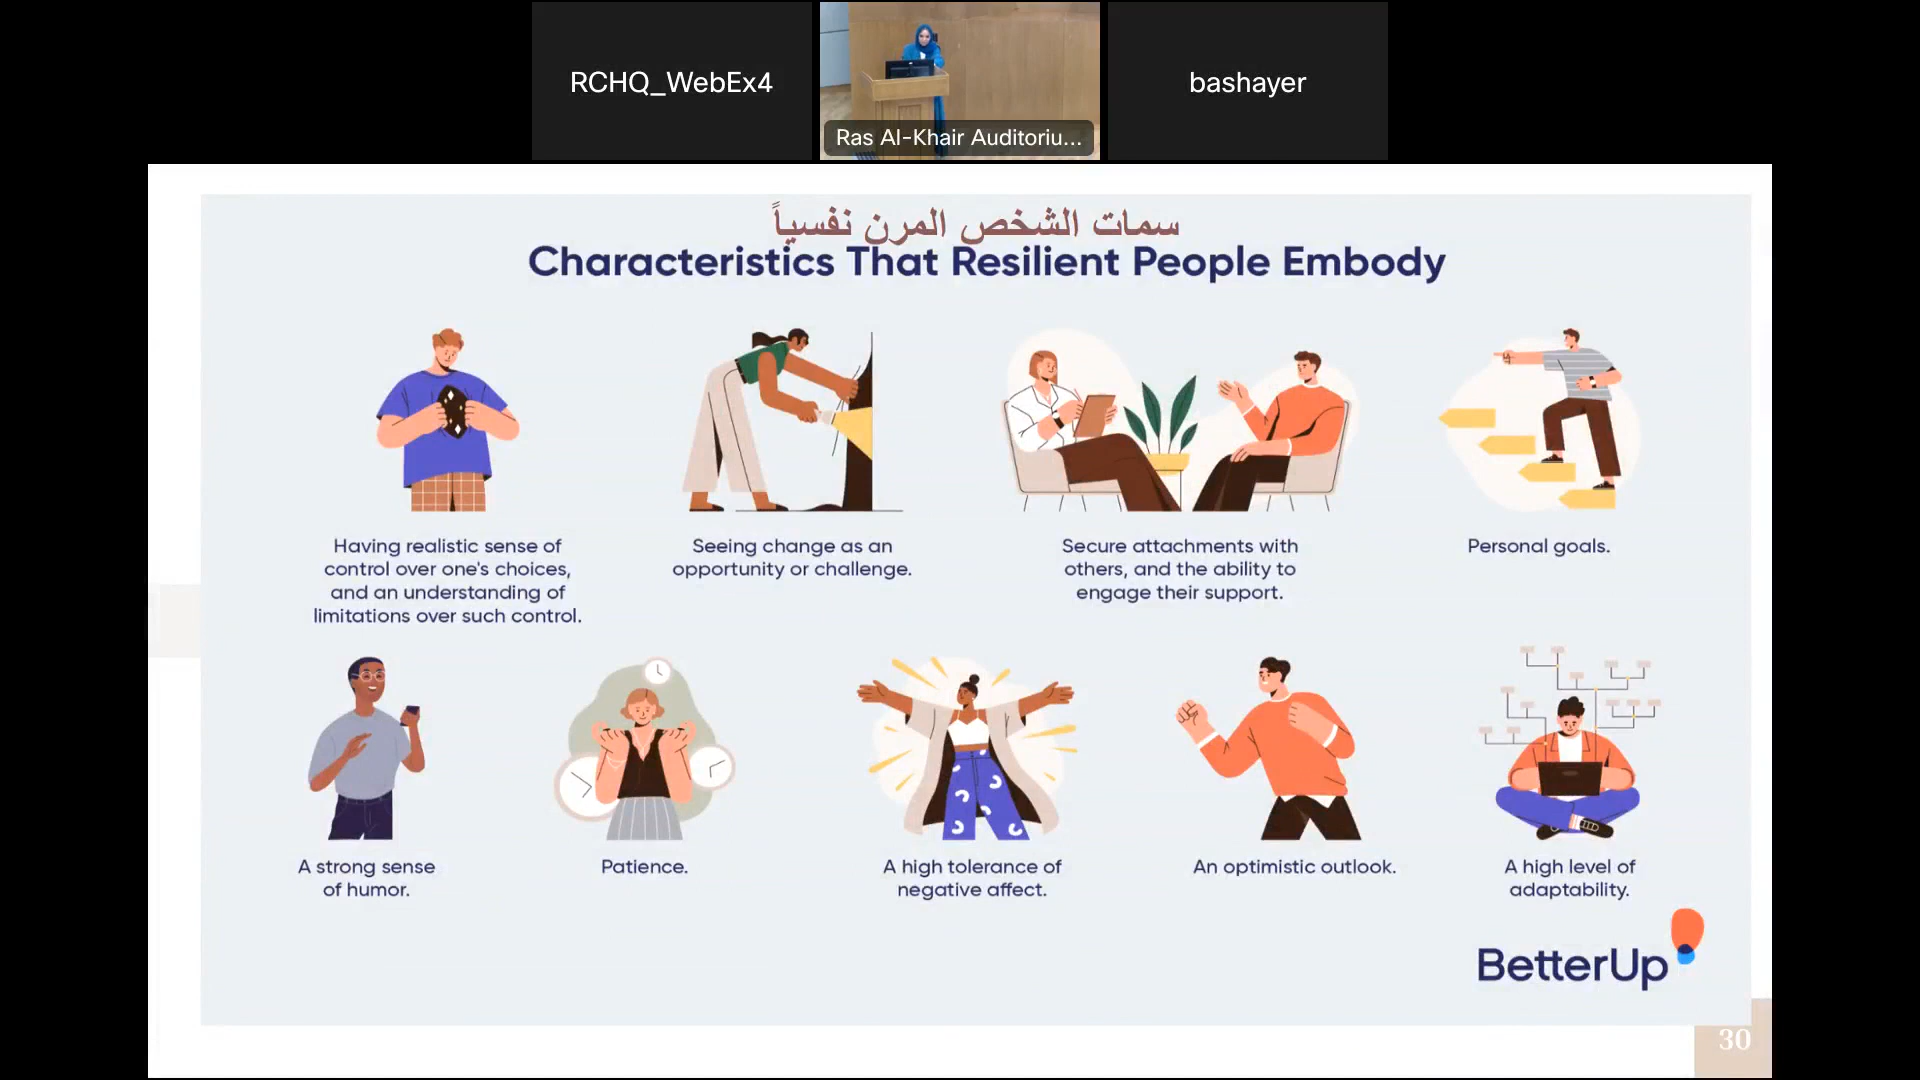 RCHQ_WebEx4
Ras Al-Khair Auditoriu...
bashayer
سمات الشخص المرن نفسياً
Characteristics That Resilient People Embody
Having realistic sense of
control over one's choices,
and an understanding of
limitations over such control.
Seeing change as an
opportunity or challenge.
Secure attachments with
others, and the ability to
engage their support.
Personal goals.
A strong sense
of humor.
Patience.
A high tolerance of
negative affect.
An optimistic outlook.
A high level of
adaptability.
BetterUp
30